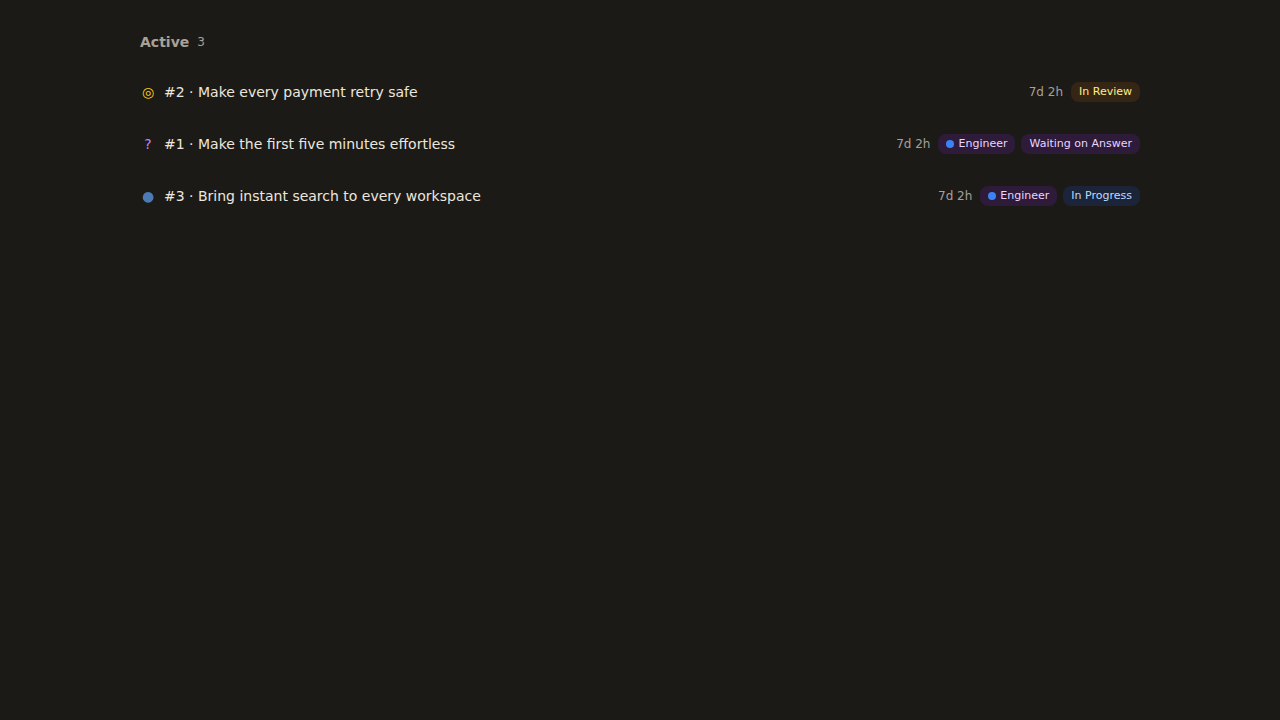 Active 3
◎ #2 · Make every payment retry safe 7d 2h In Review
? #1 · Make the first five minutes effortless 7d 2h Engineer Waiting on Answer
#3 · Bring instant search to every workspace 7d 2h Engineer In Progress